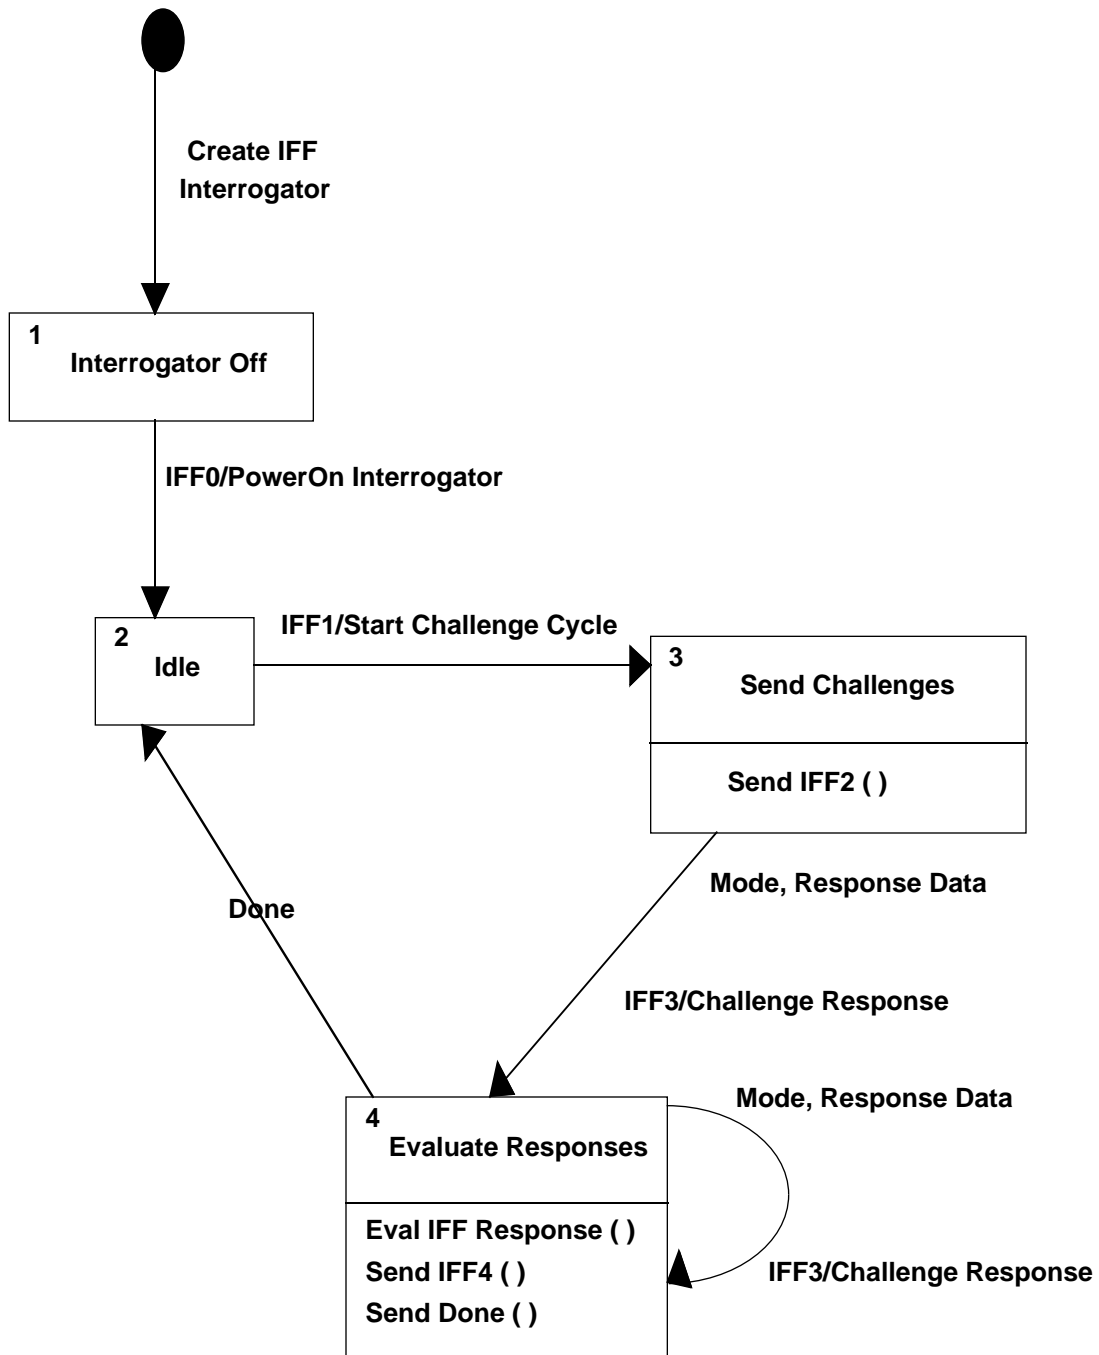 Create IFF
Interrogator
1
Interrogator Off
IFF0/PowerOn Interrogator
2
Idle
IFF1/Start Challenge Cycle
3
Send Challenges
Send IFF2 ( )
Mode, Response Data
Done
IFF3/Challenge Response
4
Evaluate Responses
Mode, Response Data
Eval IFF Response ( )
Send IFF4 ( )
Send Done ( )
IFF3/Challenge Response